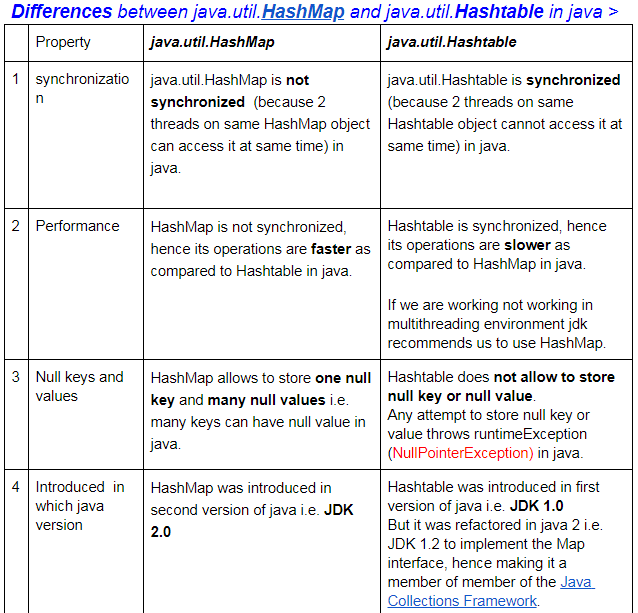 Differences between java.util.HashMap and java.util.Hashtable in java >
Property
java.util.HashMap
java.util.Hashtable
1
synchronizatio
n
java.util.HashMap is not
synchronized (because 2
threads on same HashMap object
can access it at same time) in
java.
java.util.Hashtable is synchronized
(because 2 threads on same
Hashtable object cannot access it at
same time) in java.
2
Performance
HashMap is not synchronized,
hence its operations are faster as
compared to Hashtable in java.
Hashtable is synchronized, hence
its operations are slower as
compared to HashMap in java.
If we are working not working in
multithreading environment jdk
recommends us to use HashMap.
3
Null keys and
values
HashMap allows to store one null
key and many null values i.e.
many keys can have null value in
java.
Hashtable does not allow to store
null key or null value.
Any attempt to store null key or
value throws runtimeException
(NullPointerException) in java.
4
Introduced in
which java
version
HashMap was introduced in
second version of java i.e. JDK
2.0
Hashtable was introduced in first
version of java i.e. JDK 1.0
But it was refactored in java 2 i.e.
JDK 1.2 to implement the Map
interface, hence making it a
member of member of the Java
Collections Framework.